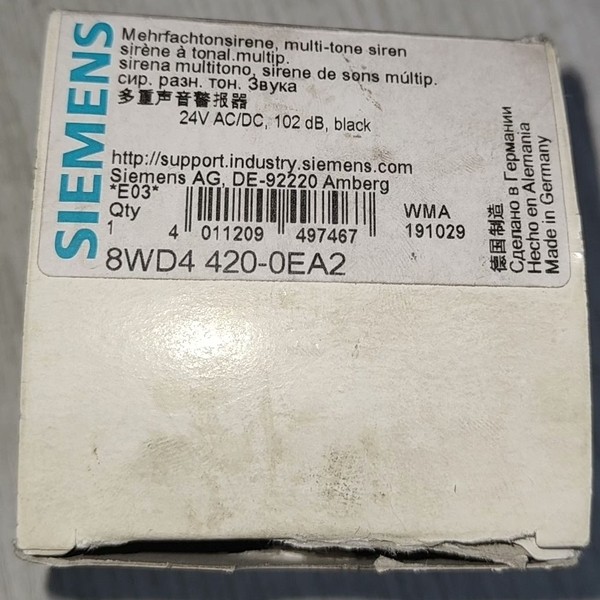 SIEMENS
Mehrfachtonsirene, multi-tone siren
sirène à tonal.multip.
sirena multitono, sirene de sons múltip.
сир. разн. тон. Звука
多重声音警报器
24V AC/DC, 102 dB, black
http://support.industry.siemens.com
Siemens AG, DE-92220 Amberg
*E03*
Qty
1
4 011209 497467
WMA
191029
8WD4 420-0EA2
德国制造
Сделано в Германии
Hecho en Alemania
Made in Germany